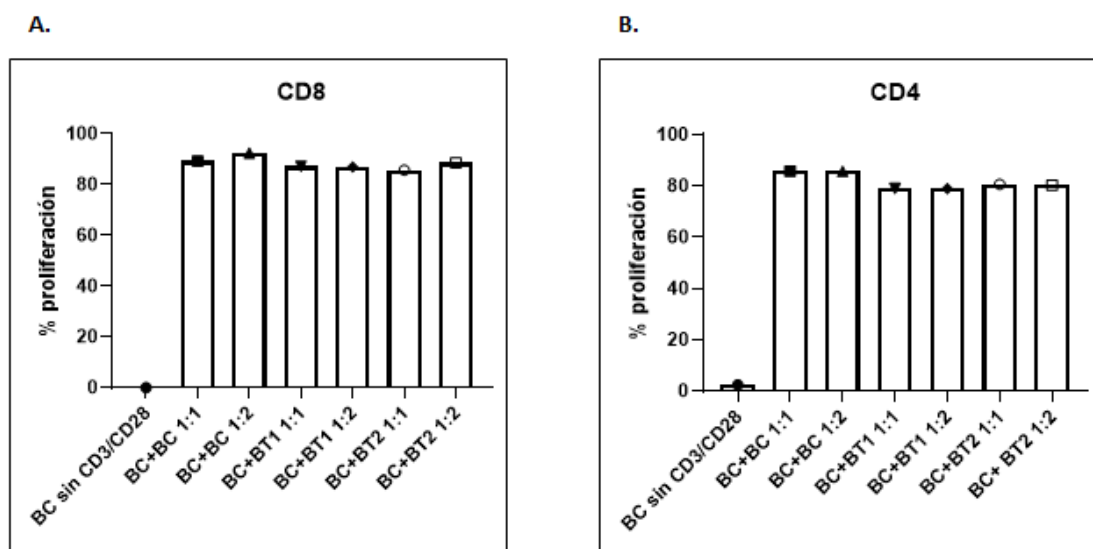 A.
CD8
% proliferación
100
80
60
40
20
0
BC sin CD3/CD28
BC+BC 1:1
BC+BC 1:2
BC+BT1 1:1
BC+BT1 1:2
BC+BT2 1:1
BC+BT2 1:2
B.
CD4
% proliferación
100
80
60
40
20
0
BC sin CD3/CD28
BC+BC 1:1
BC+BC 1:2
BC+BT1 1:1
BC+BT1 1:2
BC+BT2 1:1
BC+ BT2 1:2